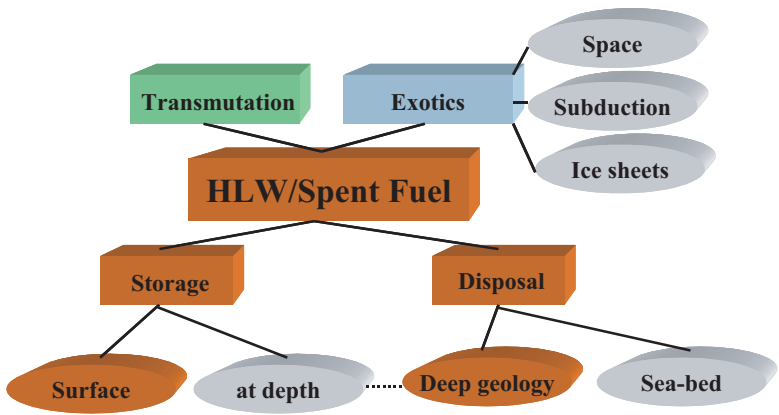 Space
Transmutation
Exotics
Subduction
Ice sheets
HLW/Spent Fuel
Storage
Disposal
Surface
at depth
Deep geology
Sea-bed